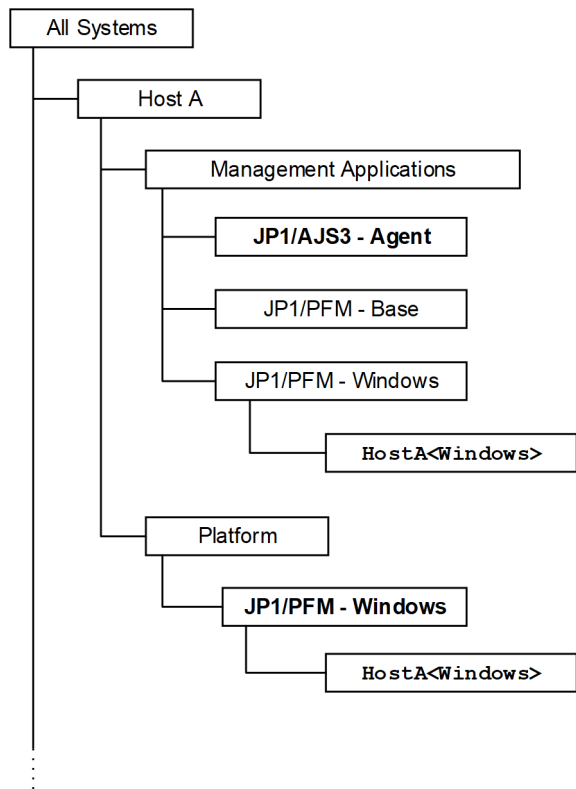 All Systems
Host A
Management Applications
JP1/AJS3 - Agent
JP1/PFM - Base
JP1/PFM - Windows
HostA<Windows>
Platform
JP1/PFM - Windows
HostA<Windows>